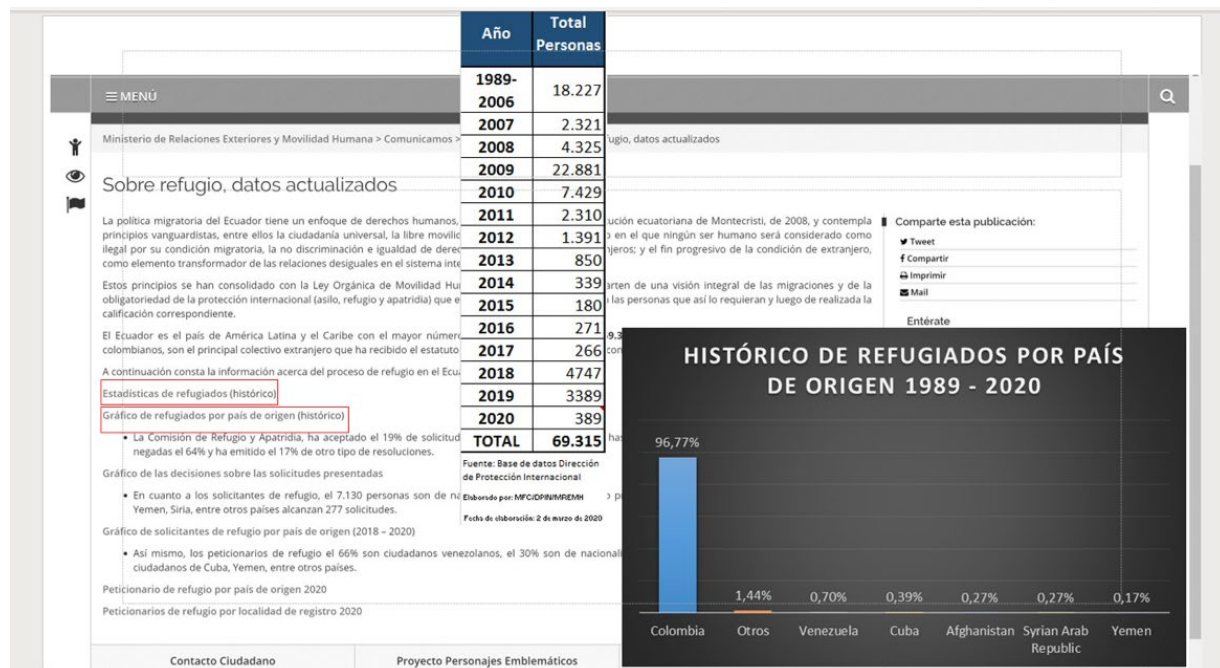 MENÚ
Ministerio de Relaciones Exteriores y Movilidad Humana > Comunicamos >
ugio, datos actualizados
Sobre refugio, datos actualizados
La política migratoria del Ecuador tiene un enfoque de derechos humanos,
ución ecuatoriana de Montecristi, de 2008, y contempla
principios vanguardistas, entre ellos la ciudadanía universal, la libre movilic
o en el que ningún ser humano será considerado como
ilegal por su condición migratoria, la no discriminación e igualdad de derec
njeros; y el fin progresivo de la condición de extranjero,
como elemento transformador de las relaciones desiguales en el sistema inte
Estos principios se han consolidado con la Ley Orgánica de Movilidad Hu
arten de una visión integral de las migraciones y de la
obligatoriedad de la protección internacional (asilo, refugio y apatridia) que e
las personas que así lo requieran y luego de realizada la
calificación correspondiente.
El Ecuador es el país de América Latina y el Caribe con el mayor númer
colombianos, son el principal colectivo extranjero que ha recibido el estatuto
A continuación consta la información acerca del proceso de refugio en el Ecu
Estadísticas de refugiados (histórico)
Gráfico de refugiados por país de origen (histórico)
• La Comisión de Refugio y Apatridia, ha aceptado el 19% de solicitud
negadas el 64% y ha emitido el 17% de otro tipo de resoluciones.
Gráfico de las decisiones sobre las solicitudes presentadas
• En cuanto a los solicitantes de refugio, el 7.130 personas son de na
Yemen, Siria, entre otros países alcanzan 277 solicitudes.
Gráfico de solicitantes de refugio por país de origen (2018 – 2020)
• Así mismo, los peticionarios de refugio el 66% son ciudadanos venezolanos, el 30% son de nacionali
ciudadanos de Cuba, Yemen, entre otros países.
Peticionario de refugio por país de origen 2020
Peticionarios de refugio por localidad de registro 2020
Contacto Ciudadano
Proyecto Personajes Emblemáticos
Comparte esta publicación:
Tweet
Compartir
Imprimir
Mail
Entérate
Año Total Personas
1989-2006 18.227
2007 2.321
2008 4.325
2009 22.881
2010 7.429
2011 2.310
2012 1.391
2013 850
2014 339
2015 180
2016 271
2017 266
2018 4747
2019 3389
2020 389
TOTAL 69.315
Fuente: Base de datos Dirección
de Protección Internacional
Elaborado por: MFC/DPIN/MREMH
Fecha de elaboración: 2 de marzo de 2020
HISTÓRICO DE REFUGIADOS POR PAÍS
DE ORIGEN 1989 - 2020
96,77% 1,44% 0,70% 0,39% 0,27% 0,27% 0,17%
Colombia Otros Venezuela Cuba Afghanistan Syrian Arab Republic Yemen